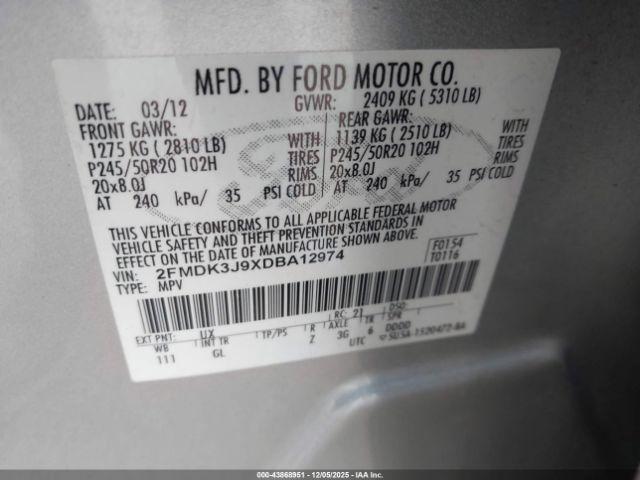 MFD. BY FORD MOTOR CO.
DATE: 03/12 GVWR: 2409 KG ( 5310 LB)
FRONT GAWR: REAR GAWR:
1275 KG ( 2810 LB) WITH 1139 KG ( 2510 LB) WITH
P245/50R20 102H TIRES P245/50R20 102H TIRES
20x8.0J RIMS 20x8.0J RIMS
AT 240 kPa/ 35 PSI COLD AT 240 kPa/ 35 PSI COLD
THIS VEHICLE CONFORMS TO ALL APPLICABLE FEDERAL MOTOR
VEHICLE SAFETY AND THEFT PREVENTION STANDARDS IN
EFFECT ON THE DATE OF MANUFACTURE SHOWN ABOVE.
VIN: 2FMDK3J9XDBA12974 F0154
TYPE: MPV T0116
EXT PNT: UX RC: 21 DSO:
WB INT TR TP/PS R AXLE TR SPR
111 GL Z 3G 6 DDDD
UTC
000-43868951 12/05/2025 - IAA Inc.